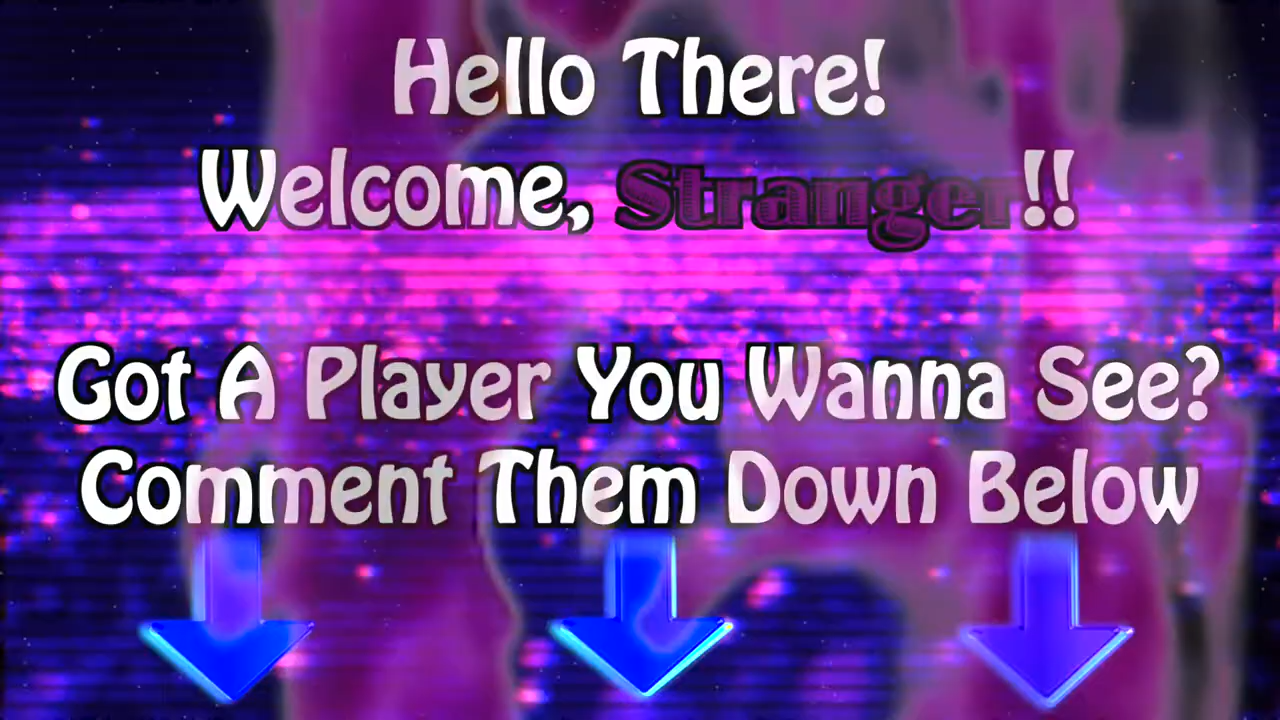 Hello There!
Welcome, Stranger!!
Got A Player You Wanna See?
Comment Them Down Below